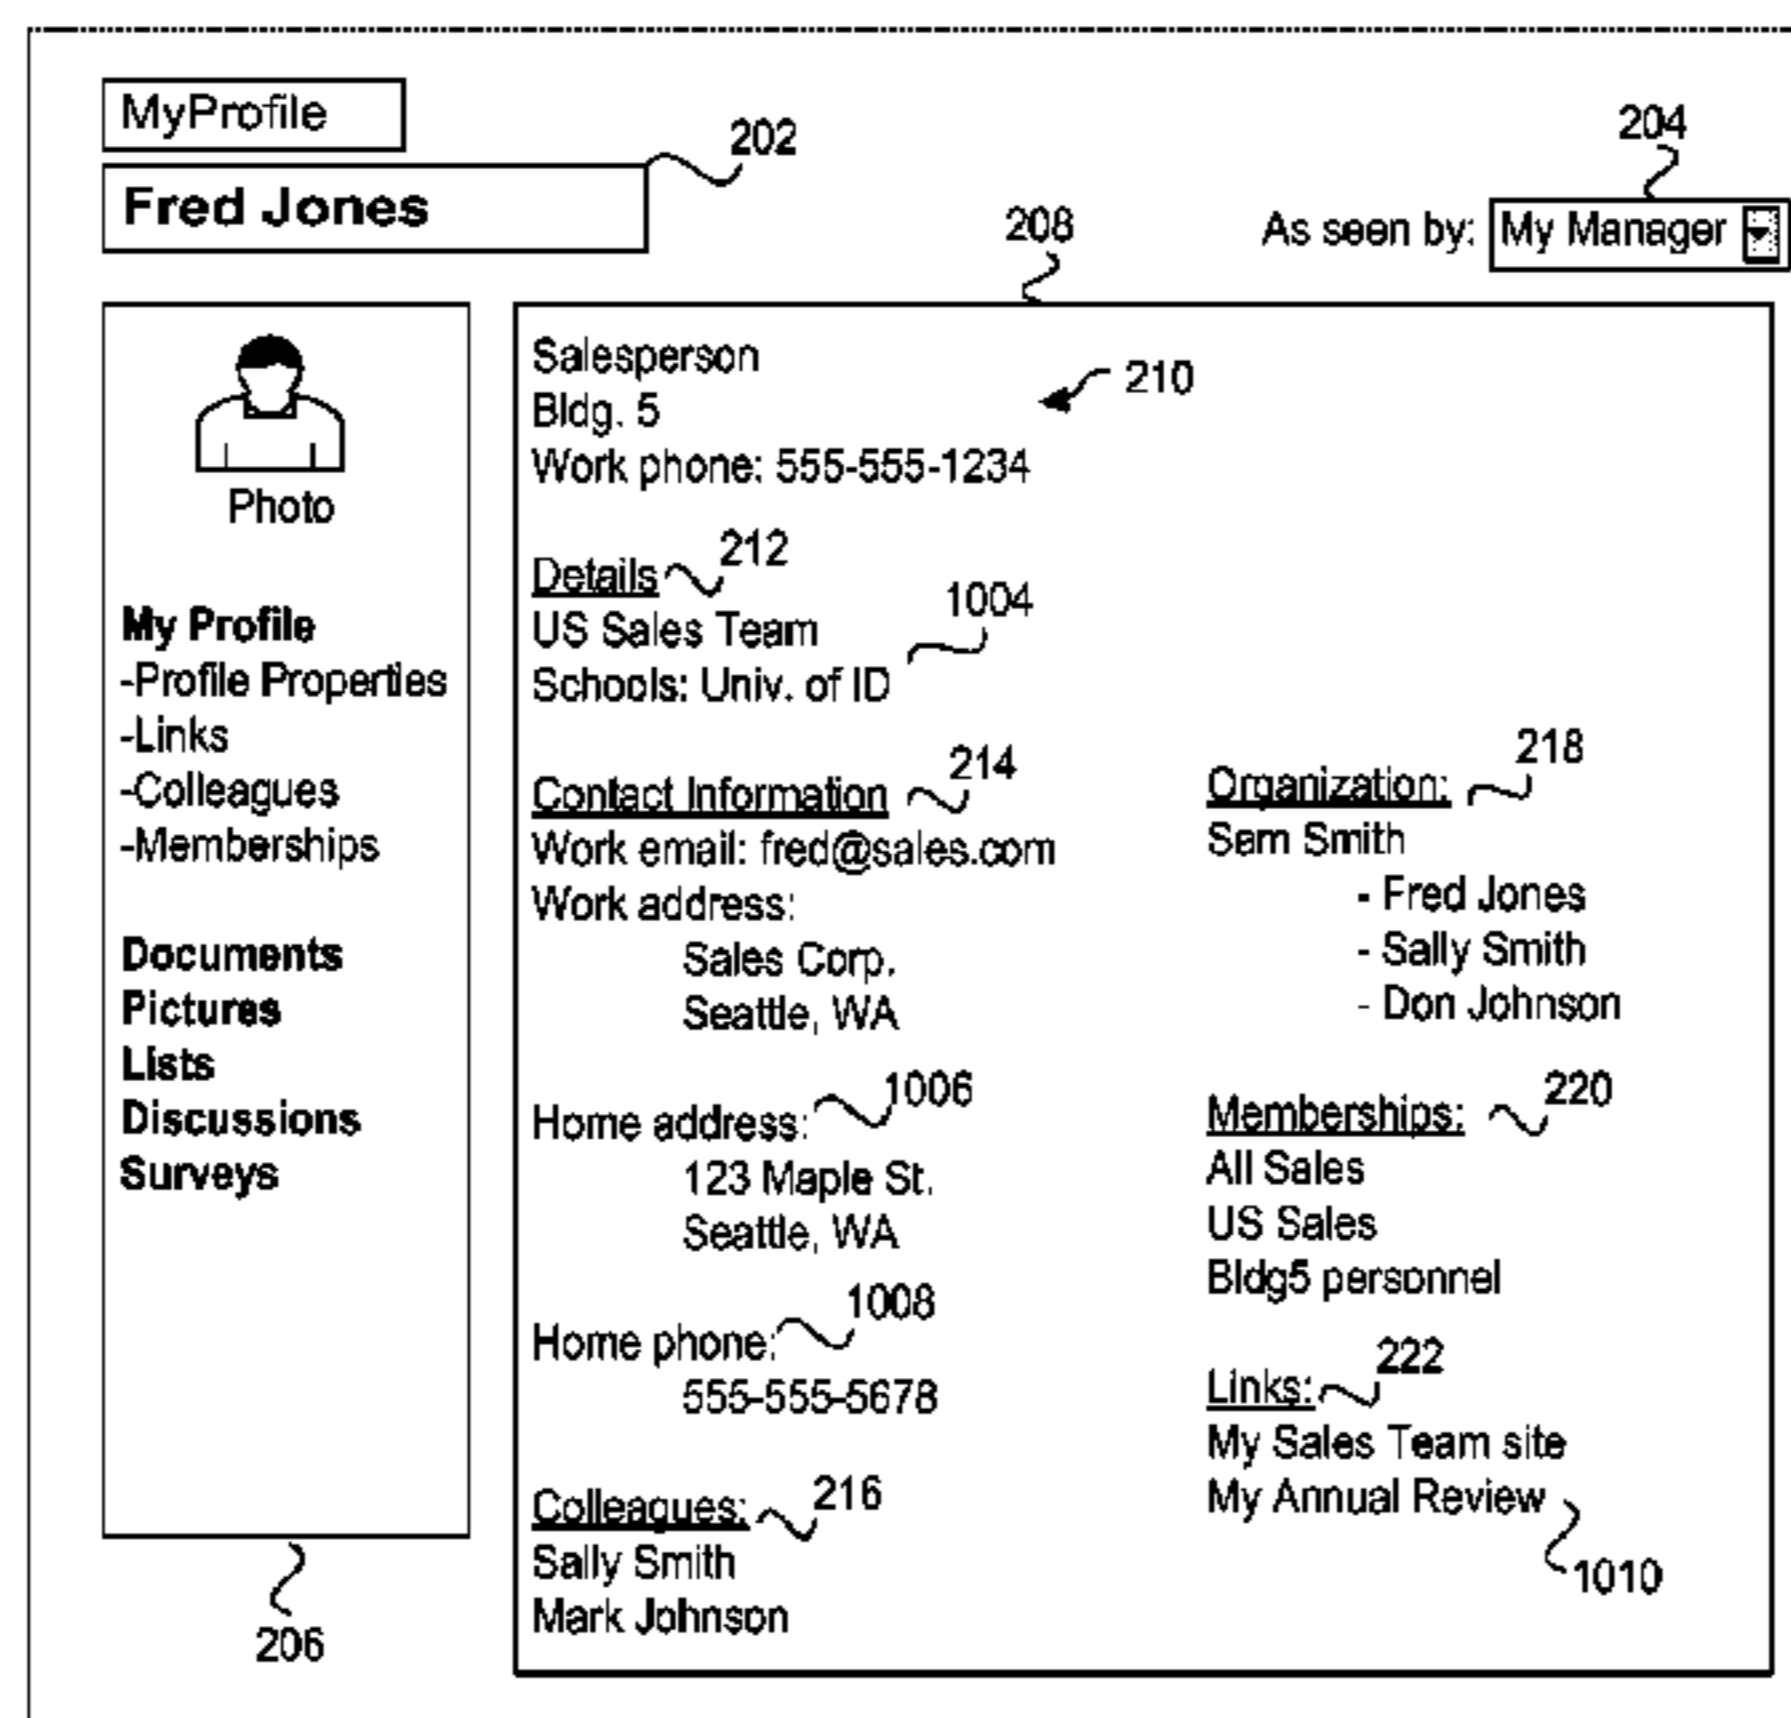 MyProfile
202
204
Fred Jones
208
As seen by: My Manager
Photo
My Profile
-Profile Properties
-Links
-Colleagues
-Memberships
Documents
Pictures
Lists
Discussions
Surveys
206
Salesperson
210
Bldg. 5
Work phone: 555-555-1234
Details 212
US Sales Team
1004
Schools: Univ. of ID
Contact Information 214
Work email: fred@sales.com
Work address:
Sales Corp.
Seattle, WA
Home address: 1006
123 Maple St.
Seattle, WA
Home phone: 1008
555-555-5678
Colleagues: 216
Sally Smith
Mark Johnson
Organization: 218
Sam Smith
- Fred Jones
- Sally Smith
- Don Johnson
Memberships: 220
All Sales
US Sales
Bldg5 personnel
Links: 222
My Sales Team site
My Annual Review
1010